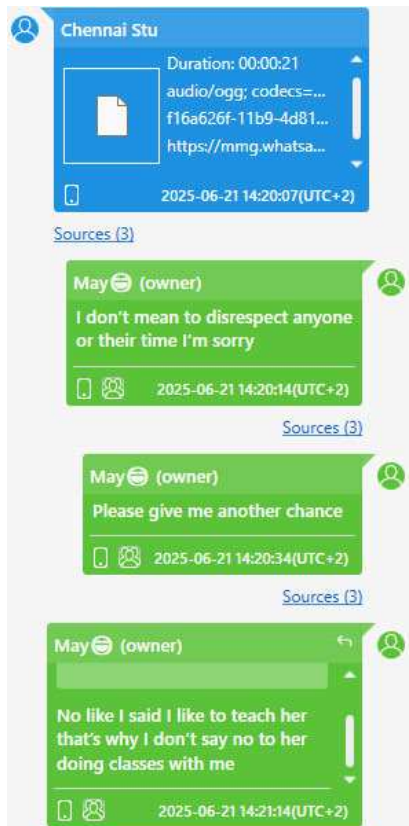 Chennai Stu
Duration: 00:00:21
audio/ogg; codecs=...
f16a626f-11b9-4d81...
https://mmg.whatsa...
2025-06-21 14:20:07(UTC+2)
Sources (3)
May😁 (owner)
I don't mean to disrespect anyone
or their time I'm sorry
2025-06-21 14:20:14(UTC+2)
Sources (3)
May😁 (owner)
Please give me another chance
2025-06-21 14:20:34(UTC+2)
Sources (3)
May😁 (owner)
No like I said I like to teach her
that's why I don't say no to her
doing classes with me
2025-06-21 14:21:14(UTC+2)